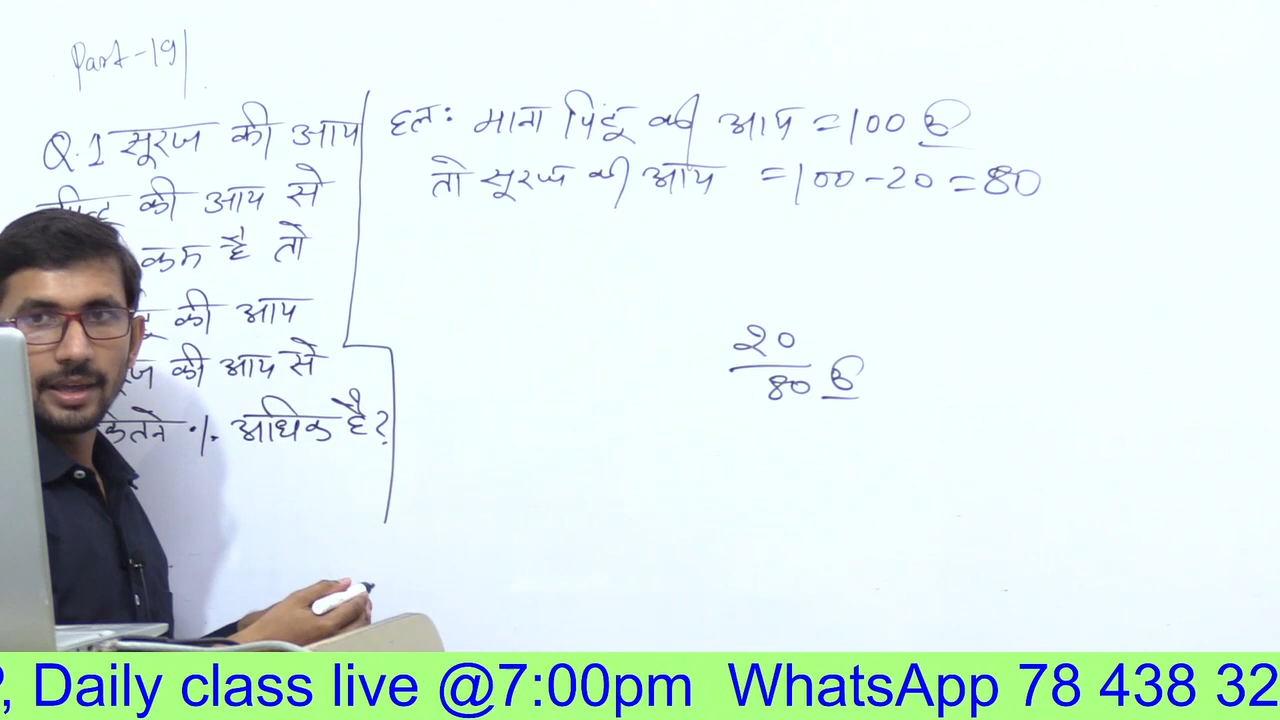 Part-19
Q.1 सूरज की आय
की आय से
कम है तो
की आय
की आय से
% अधिक है?
हल: माना पिंटू की आय = 100 ₹
तो सूरज की आय = 100 - 20 = 80
20
80 ₹
, Daily class live @7:00pm WhatsApp 78 438 32